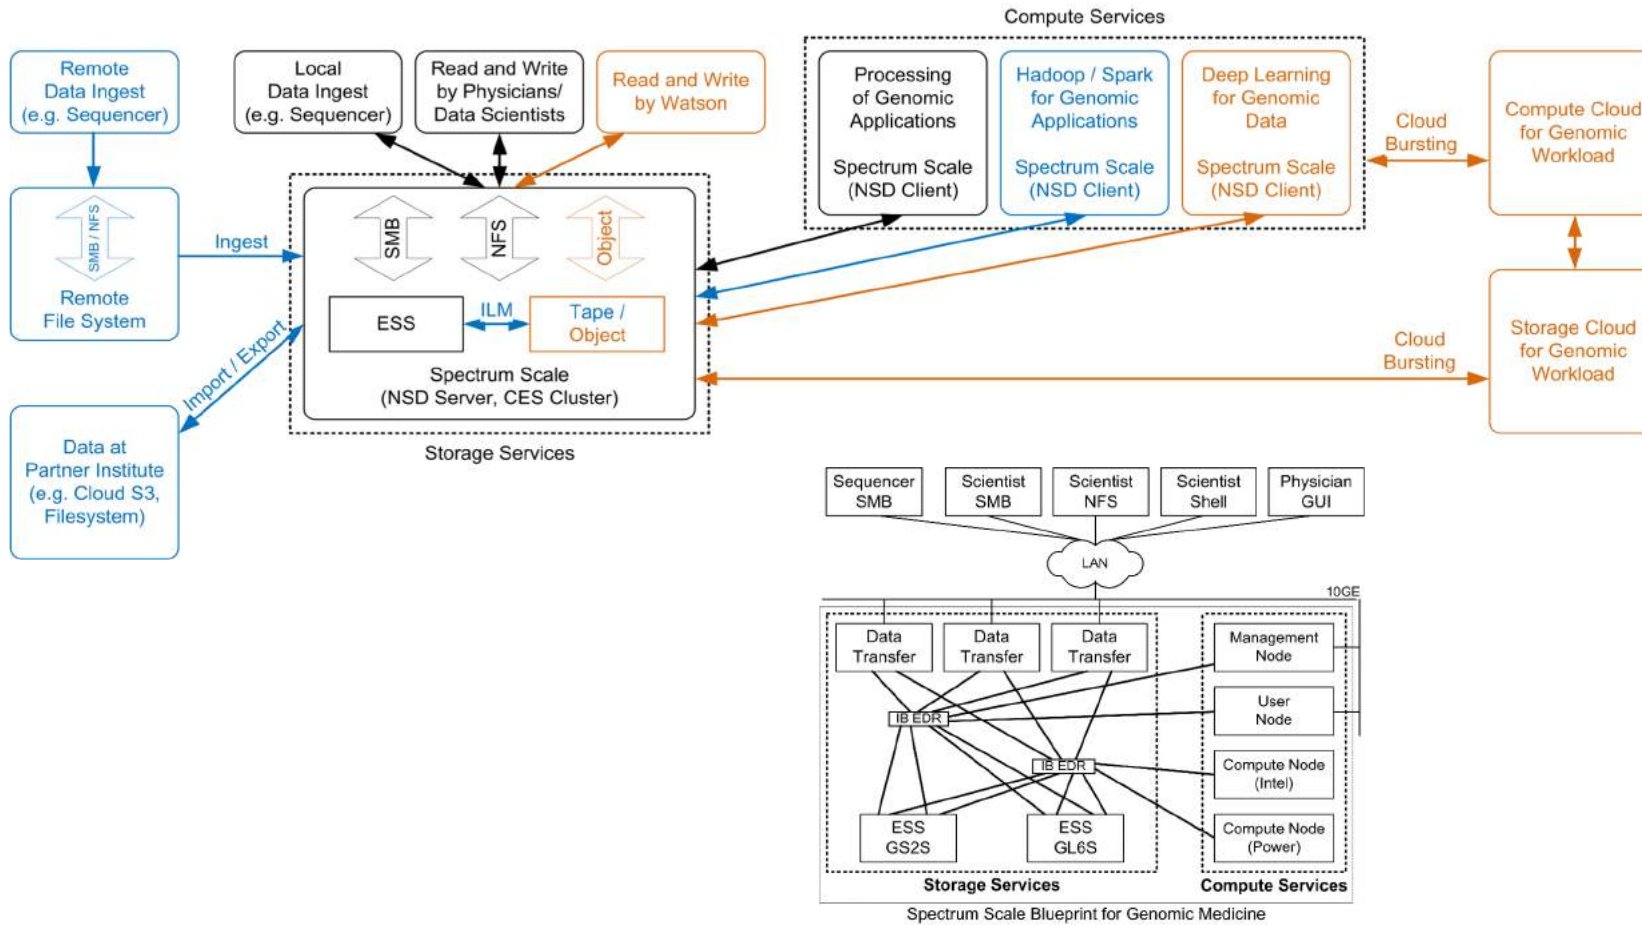 Compute Services
Remote
Data Ingest
(e.g. Sequencer)
Local
Data Ingest
(e.g. Sequencer)
Read and Write
by Physicians/
Data Scientists
Read and Write
by Watson
Processing
of Genomic
Applications
Spectrum Scale
(NSD Client)
Hadoop / Spark
for Genomic
Applications
Spectrum Scale
(NSD Client)
Deep Learning
for Genomic
Data
Spectrum Scale
(NSD Client)
Cloud
Bursting
Compute Cloud
for Genomic
Workload
SMB / NFS
Remote
File System
Ingest
SMB
NFS
Object
ESS
ILM
Tape /
Object
Spectrum Scale
(NSD Server, CES Cluster)
Storage Services
Cloud
Bursting
Storage Cloud
for Genomic
Workload
Import / Export
Data at
Partner Institute
(e.g. Cloud S3,
Filesystem)
Sequencer
SMB
Scientist
SMB
Scientist
NFS
Scientist
Shell
Physician
GUI
LAN
10GE
Data
Transfer
Data
Transfer
Data
Transfer
Management
Node
IB EDR
User
Node
IB EDR
Compute Node
(Intel)
ESS
GS2S
ESS
GL6S
Compute Node
(Power)
Storage Services
Compute Services
Spectrum Scale Blueprint for Genomic Medicine